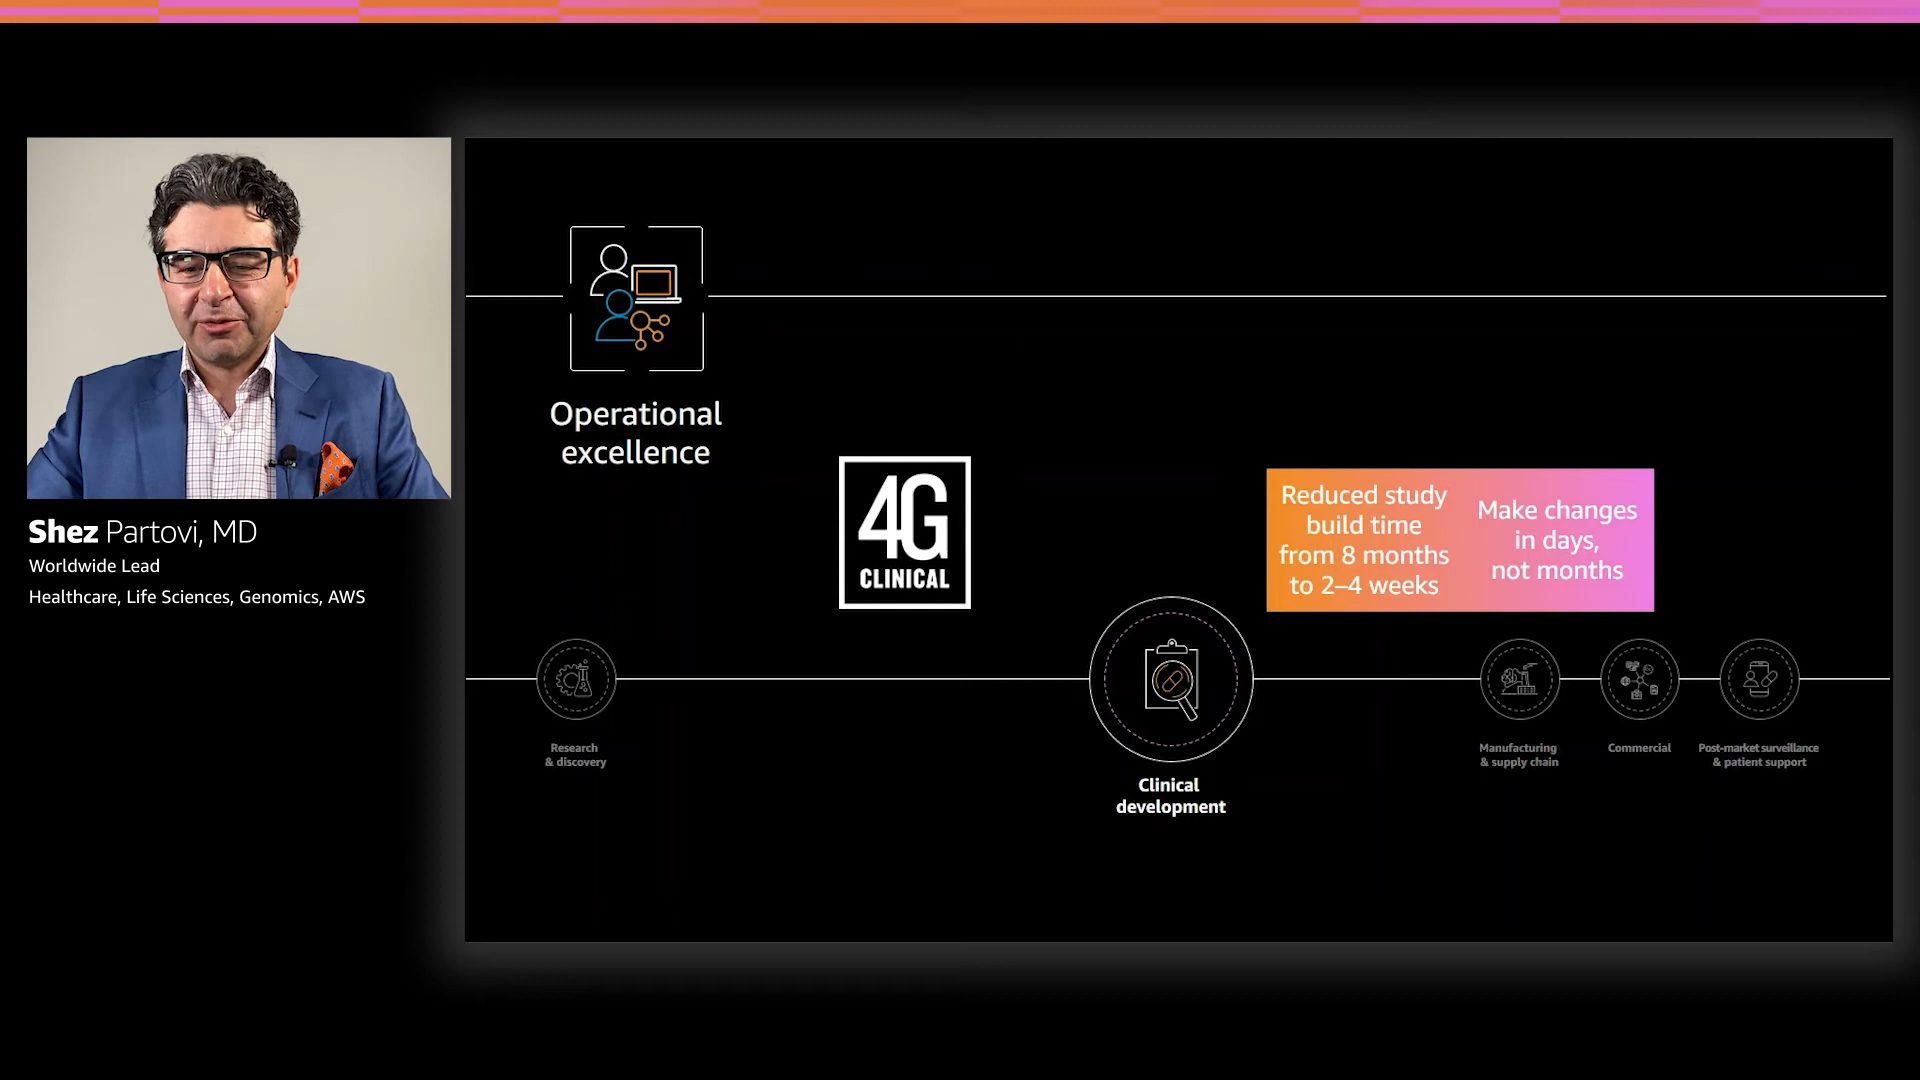 Shez Partovi, MD
Worldwide Lead
Healthcare, Life Sciences, Genomics, AWS
Operational
excellence
4G
CLINICAL
Reduced study
build time
from 8 months
to 2–4 weeks
Make changes
in days,
not months
Research
& discovery
Clinical
development
Manufacturing
& supply chain
Commercial
Post-market surveillance
& patient support